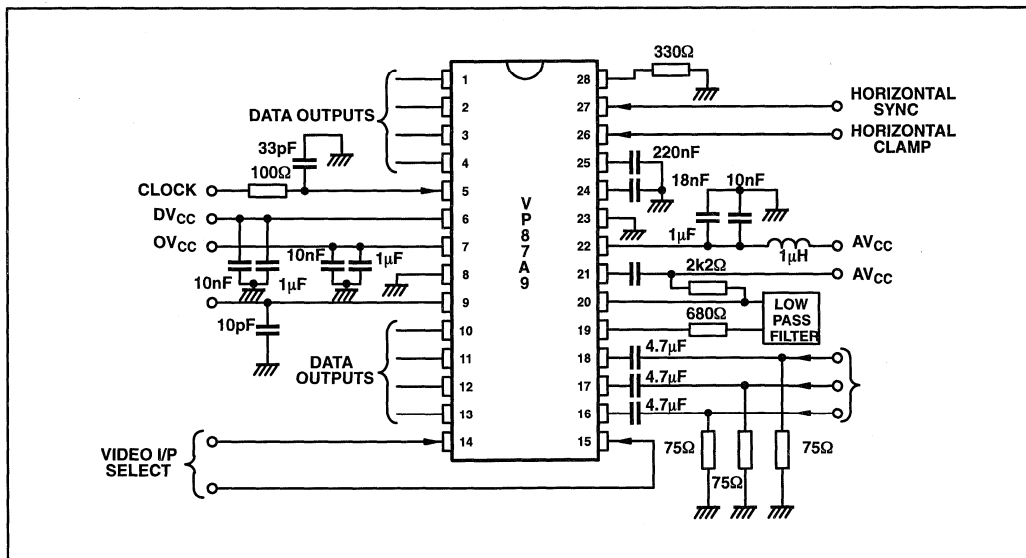 DATA OUTPUTS
33pF
100Ω
CLOCK
DVCC
OVCC
10nF
1μF
10nF
1μF
10pF
DATA
OUTPUTS
VIDEO I/P
SELECT
1
2
3
4
5
6
7
8
9
10
11
12
13
14
VP87A9
28
27
26
25
24
23
22
21
20
19
18
17
16
15
330Ω
HORIZONTAL
SYNC
HORIZONTAL
CLAMP
220nF
18nF
10nF
1μF
1μH
AVCC
AVCC
2k2Ω
680Ω
LOW
PASS
FILTER
4.7μF
4.7μF
4.7μF
75Ω
75Ω
75Ω